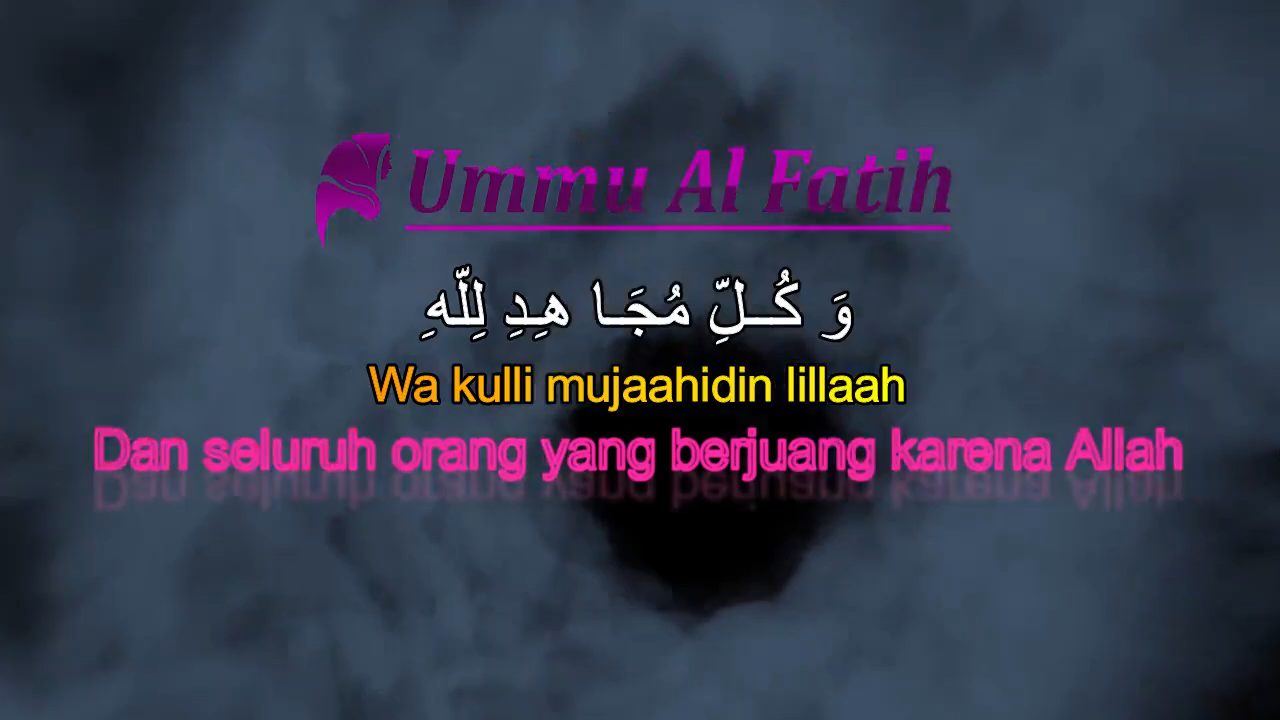 Ummu Al Fatih
وَ كُــلِّ مُجَـا هِـدِ لِلّٰهِ
Wa kulli mujaahidin lillaah
Dan seluruh orang yang berjuang karena Allah